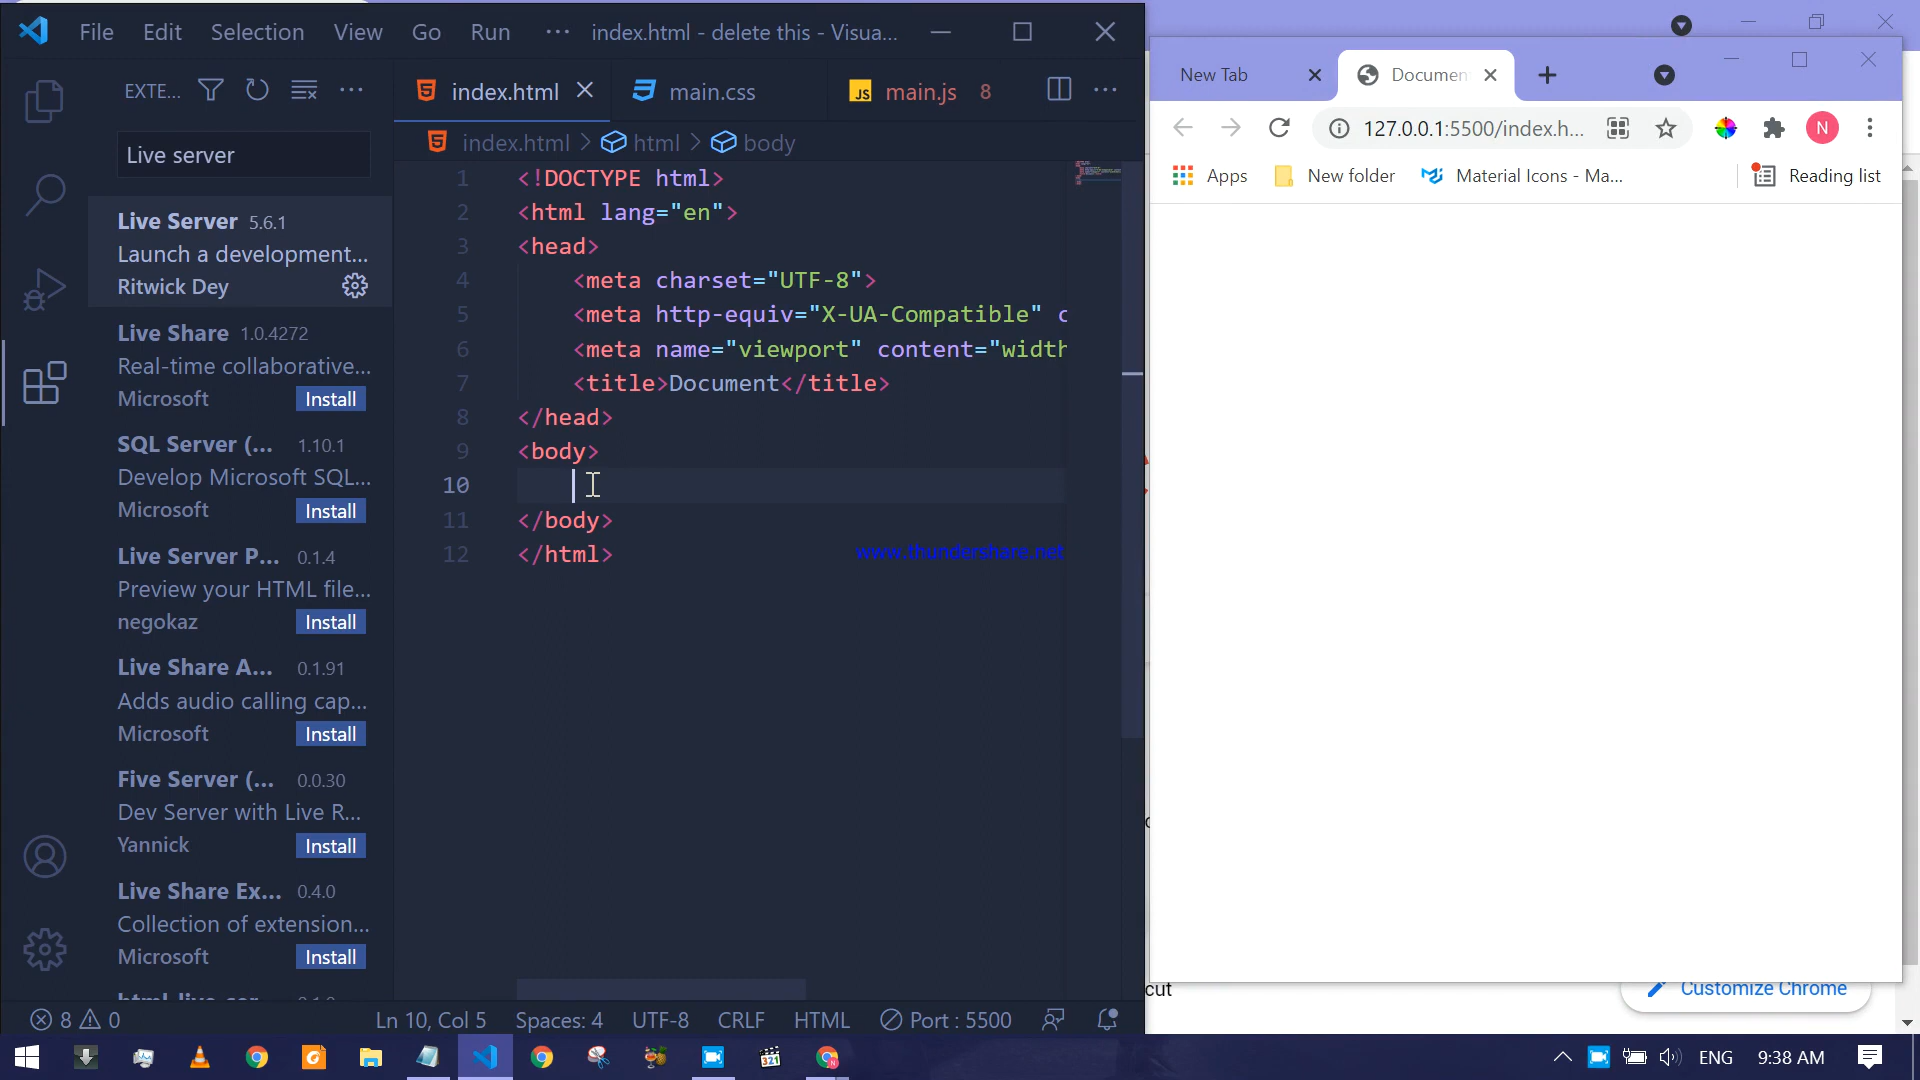 File Edit Selection View Go Run ··· index.html - delete this - Visua...
EXTE...
Live server
Live Server 5.6.1
Launch a development...
Ritwick Dey
Live Share 1.0.4272
Real-time collaborative...
Microsoft Install
SQL Server (... 1.10.1
Develop Microsoft SQL...
Microsoft Install
Live Server P... 0.1.4
Preview your HTML file...
negokaz Install
Live Share A... 0.1.91
Adds audio calling cap...
Microsoft Install
Five Server (... 0.0.30
Dev Server with Live R...
Yannick Install
Live Share Ex... 0.4.0
Collection of extension...
Microsoft Install
index.html main.css JS main.js 8
index.html > html > body
1 <!DOCTYPE html>
2 <html lang="en">
3 <head>
4 <meta charset="UTF-8">
5 <meta http-equiv="X-UA-Compatible" c
6 <meta name="viewport" content="width
7 <title>Document</title>
8 </head>
9 <body>
10
11 </body>
12 </html>
www.thundershare.net
8 0 Ln 10, Col 5 Spaces: 4 UTF-8 CRLF HTML Port : 5500
New Tab Documen
127.0.0.1:5500/index.h... N
Apps New folder Material Icons - Ma... Reading list
cut
Customize Chrome
321
ENG 9:38 AM